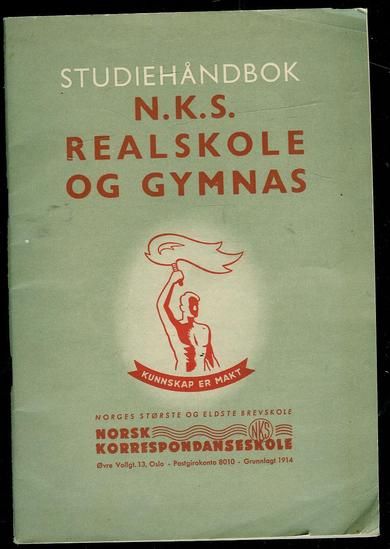 STUDIEHÅNDBOK
N.K.S.
REALSKOLE
OG GYMNAS
KUNNSKAP ER MAKT
NORGES STØRSTE OG ELDSTE BREVSKOLE
NORSK NKS
KORRESPONDANSESKOLE
Øvre Vollgt. 13, Oslo - Postgirokonto 8010 - Grunnlagt 1914